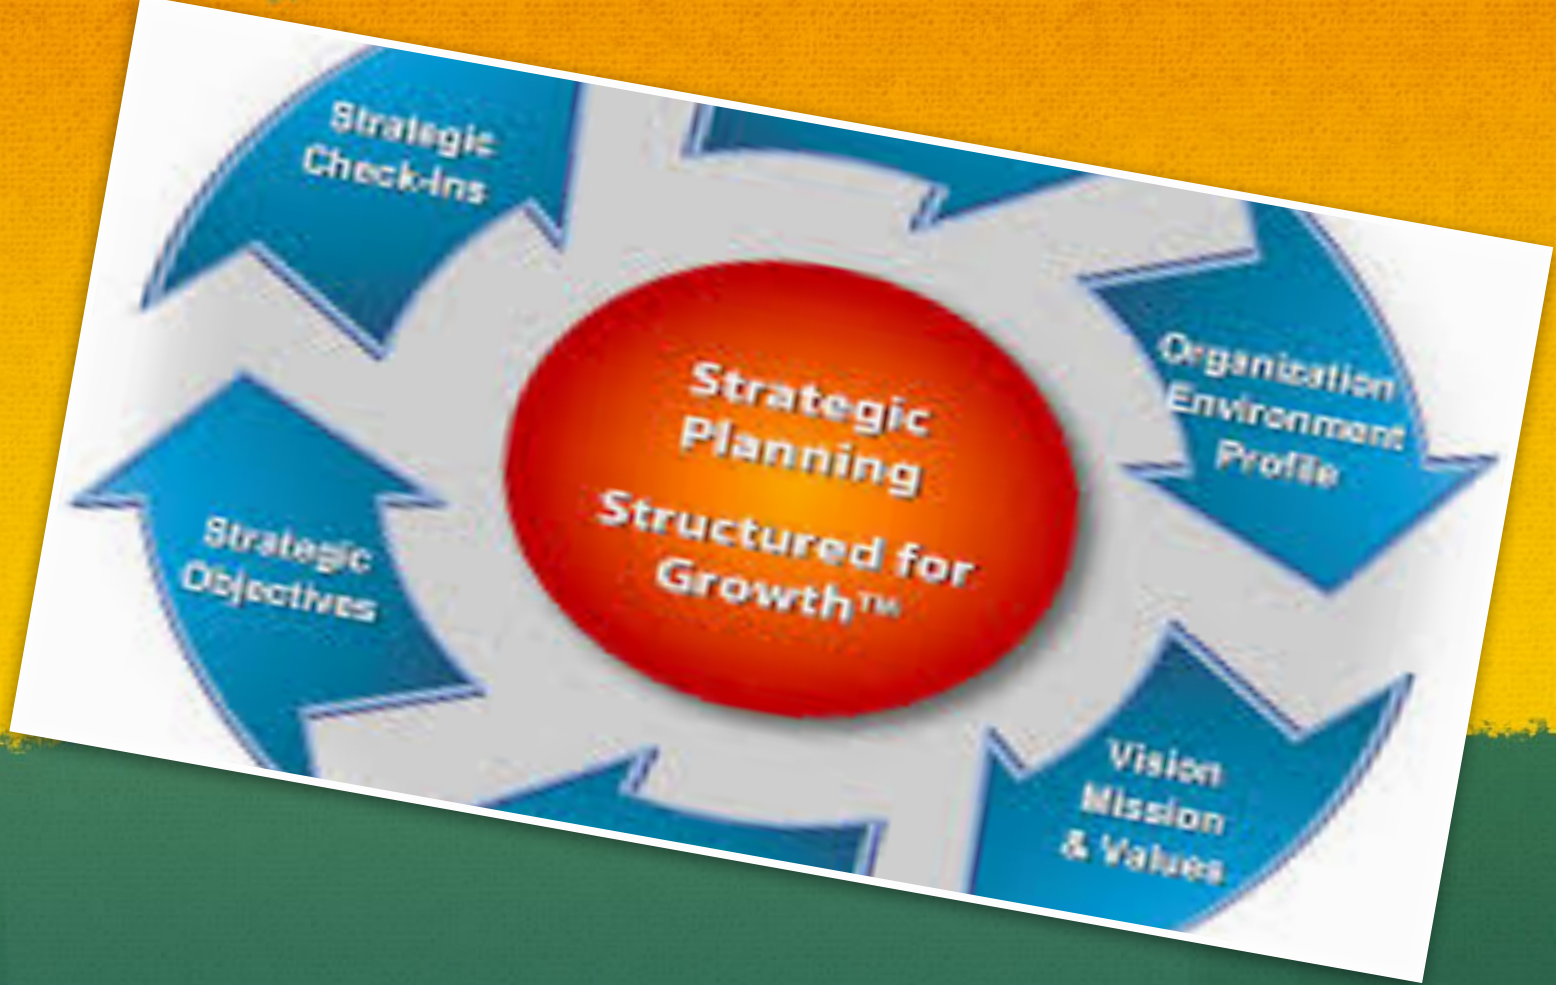 Strategic
Check-Ins
Organization
Environment
Profile
Strategic
Planning
Structured for
Growth™
Strategic
Objectives
Vision
Mission
& Values